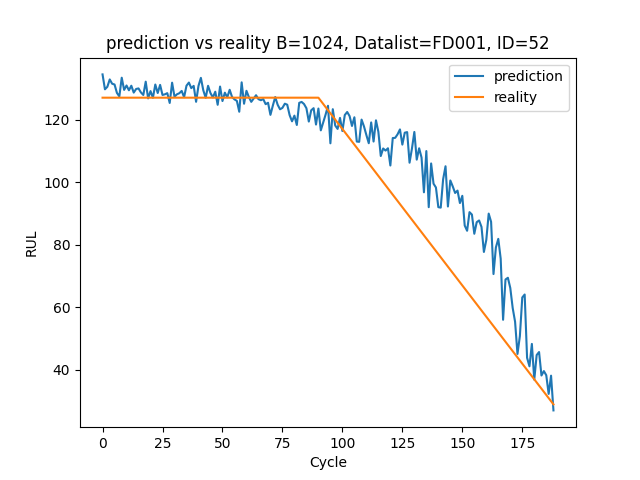 prediction vs reality B=1024, Datalist=FD001, ID=52
prediction
reality
RUL
120
100
80
60
40
0
25
50
75
100
125
150
175
Cycle